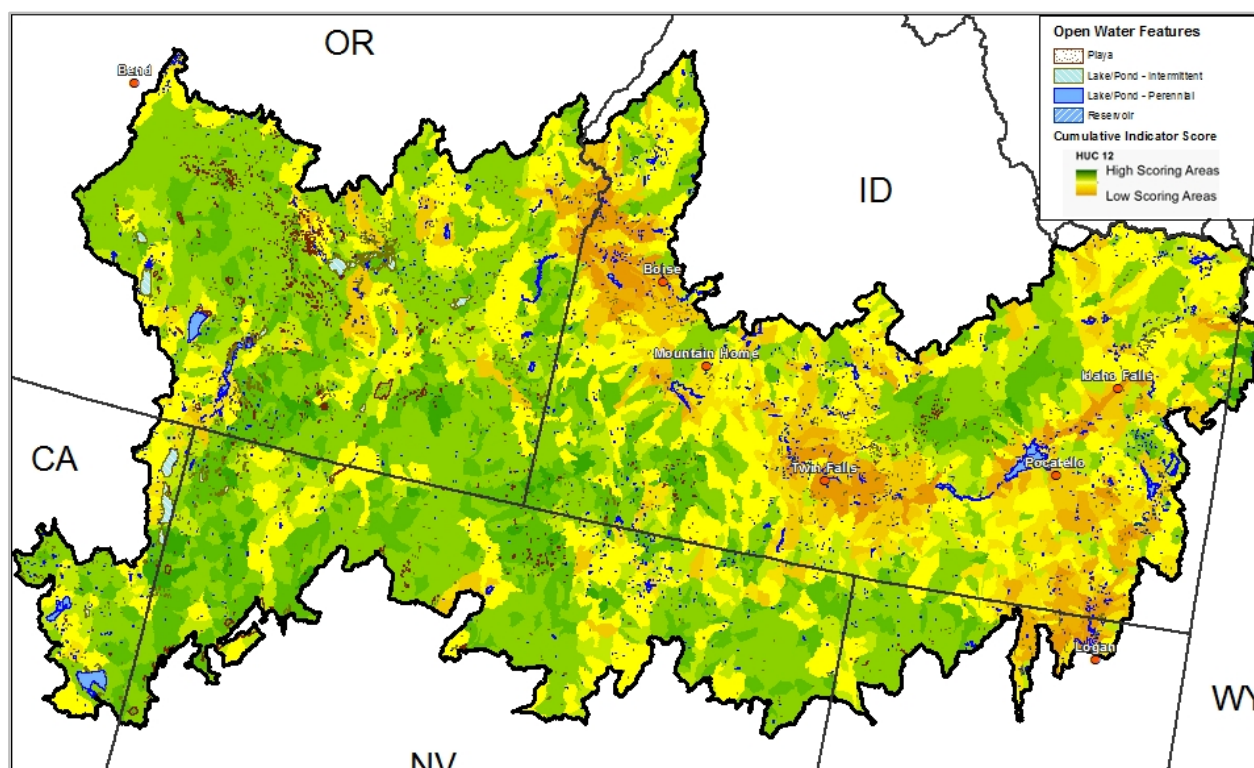 OR
Bend
Open Water Features
Playa
Lake/Pond - Intermittent
Lake/Pond - Perennial
Reservoir
Cumulative Indicator Score
HUC 12
High Scoring Areas
Low Scoring Areas
ID
Boise
Mountain Home
Idaho Falls
CA
Twin Falls
Pocatello
Logan
WY
NV